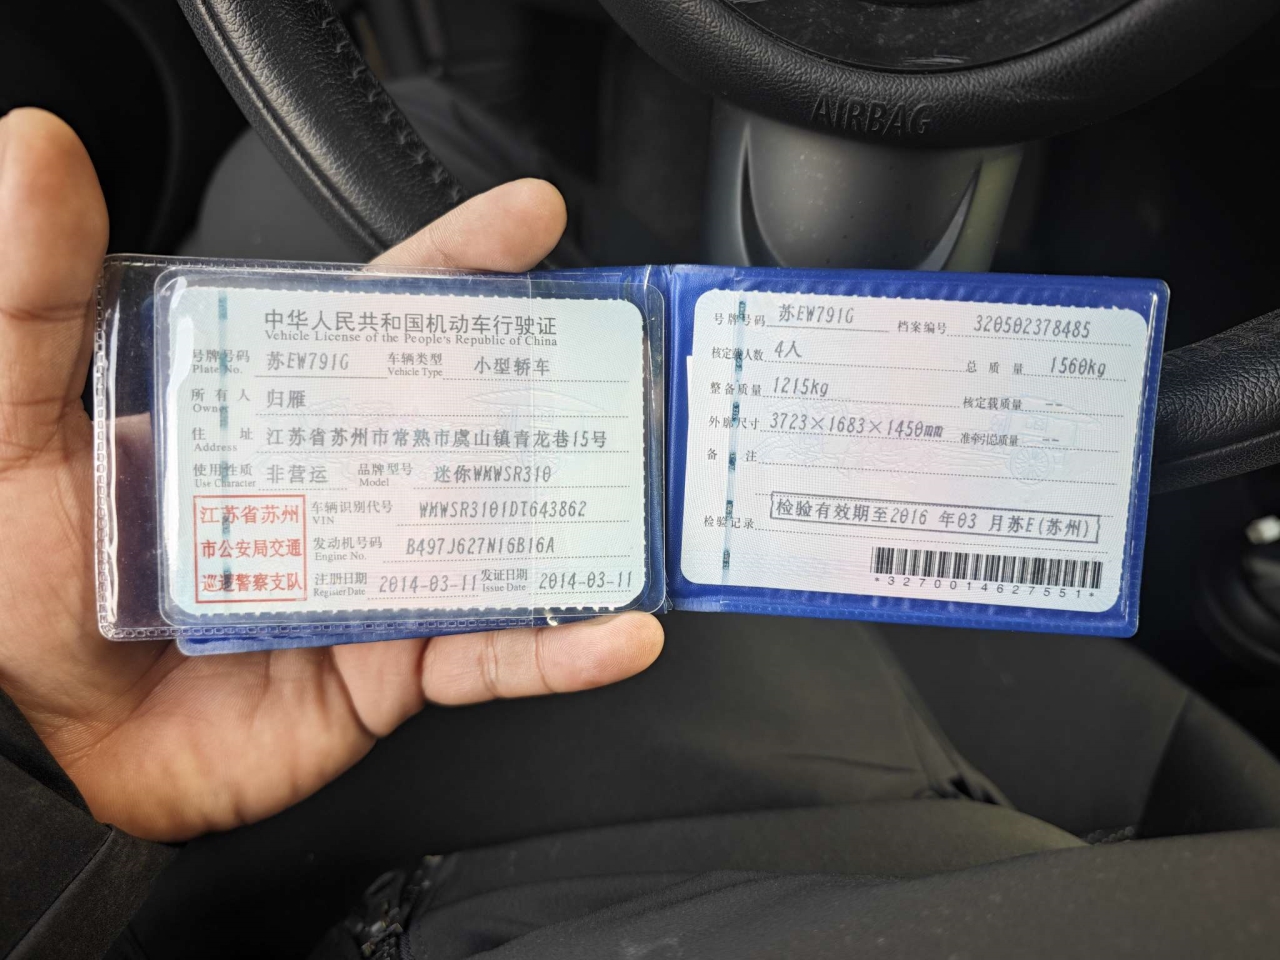 AIRBAG
中华人民共和国机动车行驶证
Vehicle License of the People's Republic of China
号牌号码 苏EW791G 车辆类型 小型轿车
Plate No. Vehicle Type
所有人 归雁
Owner
住址 江苏省苏州市常熟市虞山镇青龙巷15号
Address
使用性质 非营运 品牌型号 迷你WMWSR310
Use Character Model
江苏省苏州
市公安局交通
巡逻警察支队
车辆识别代号 WMWSR3101DT643862
VIN
发动机号码 B497J627N16B16A
Engine No.
注册日期 2014-03-11 发证日期 2014-03-11
Register Date Issue Date
号牌号码 苏EW791G 档案编号 320502378485
核定载人数 4人 总质量 1560kg
整备质量 1215kg 核定载质量 --
外廓尺寸 3723×1683×1450mm 准牵引总质量 --
备注
检验记录 检验有效期至2016年03月苏E(苏州)
*3270014627551*